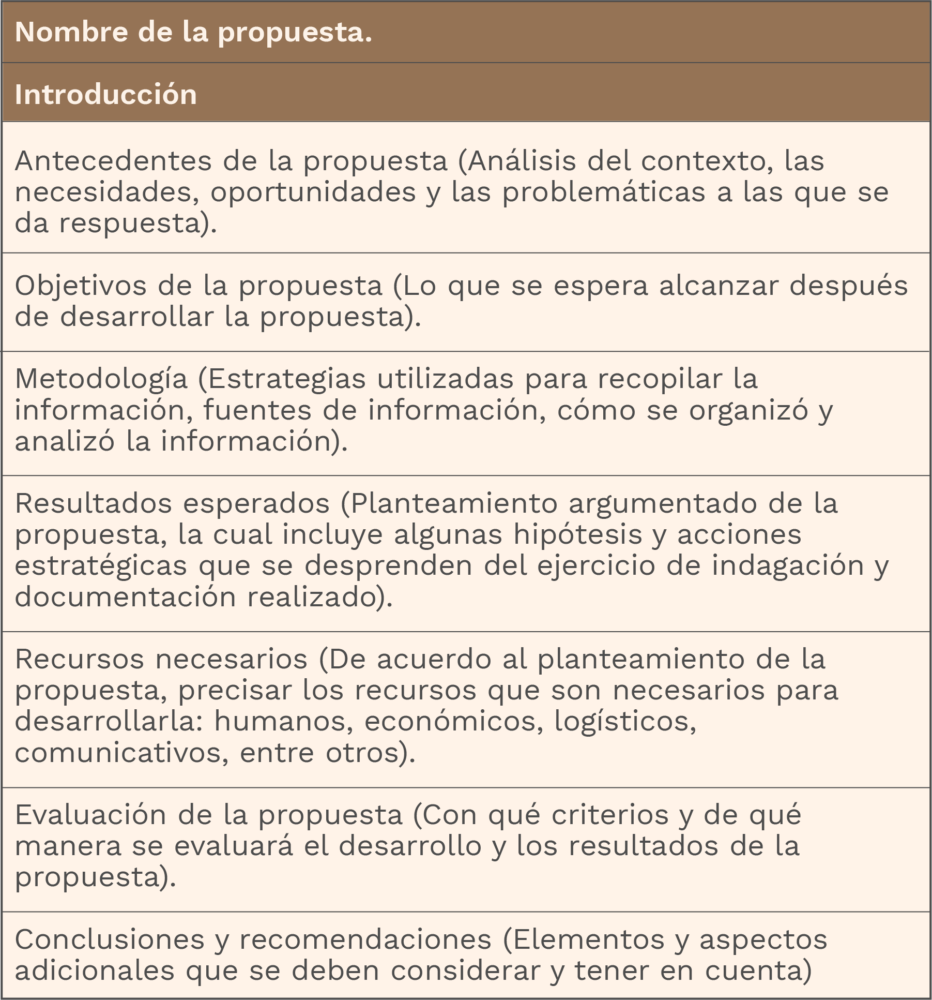 Nombre de la propuesta.
Introducción
Antecedentes de la propuesta (Análisis del contexto, las
necesidades, oportunidades y las problemáticas a las que se
da respuesta).
Objetivos de la propuesta (Lo que se espera alcanzar después
de desarrollar la propuesta).
Metodología (Estrategias utilizadas para recopilar la
información, fuentes de información, cómo se organizó y
analizó la información).
Resultados esperados (Planteamiento argumentado de la
propuesta, la cual incluye algunas hipótesis y acciones
estratégicas que se desprenden del ejercicio de indagación y
documentación realizado).
Recursos necesarios (De acuerdo al planteamiento de la
propuesta, precisar los recursos que son necesarios para
desarrollarla: humanos, económicos, logísticos,
comunicativos, entre otros).
Evaluación de la propuesta (Con qué criterios y de qué
manera se evaluará el desarrollo y los resultados de la
propuesta).
Conclusiones y recomendaciones (Elementos y aspectos
adicionales que se deben considerar y tener en cuenta)